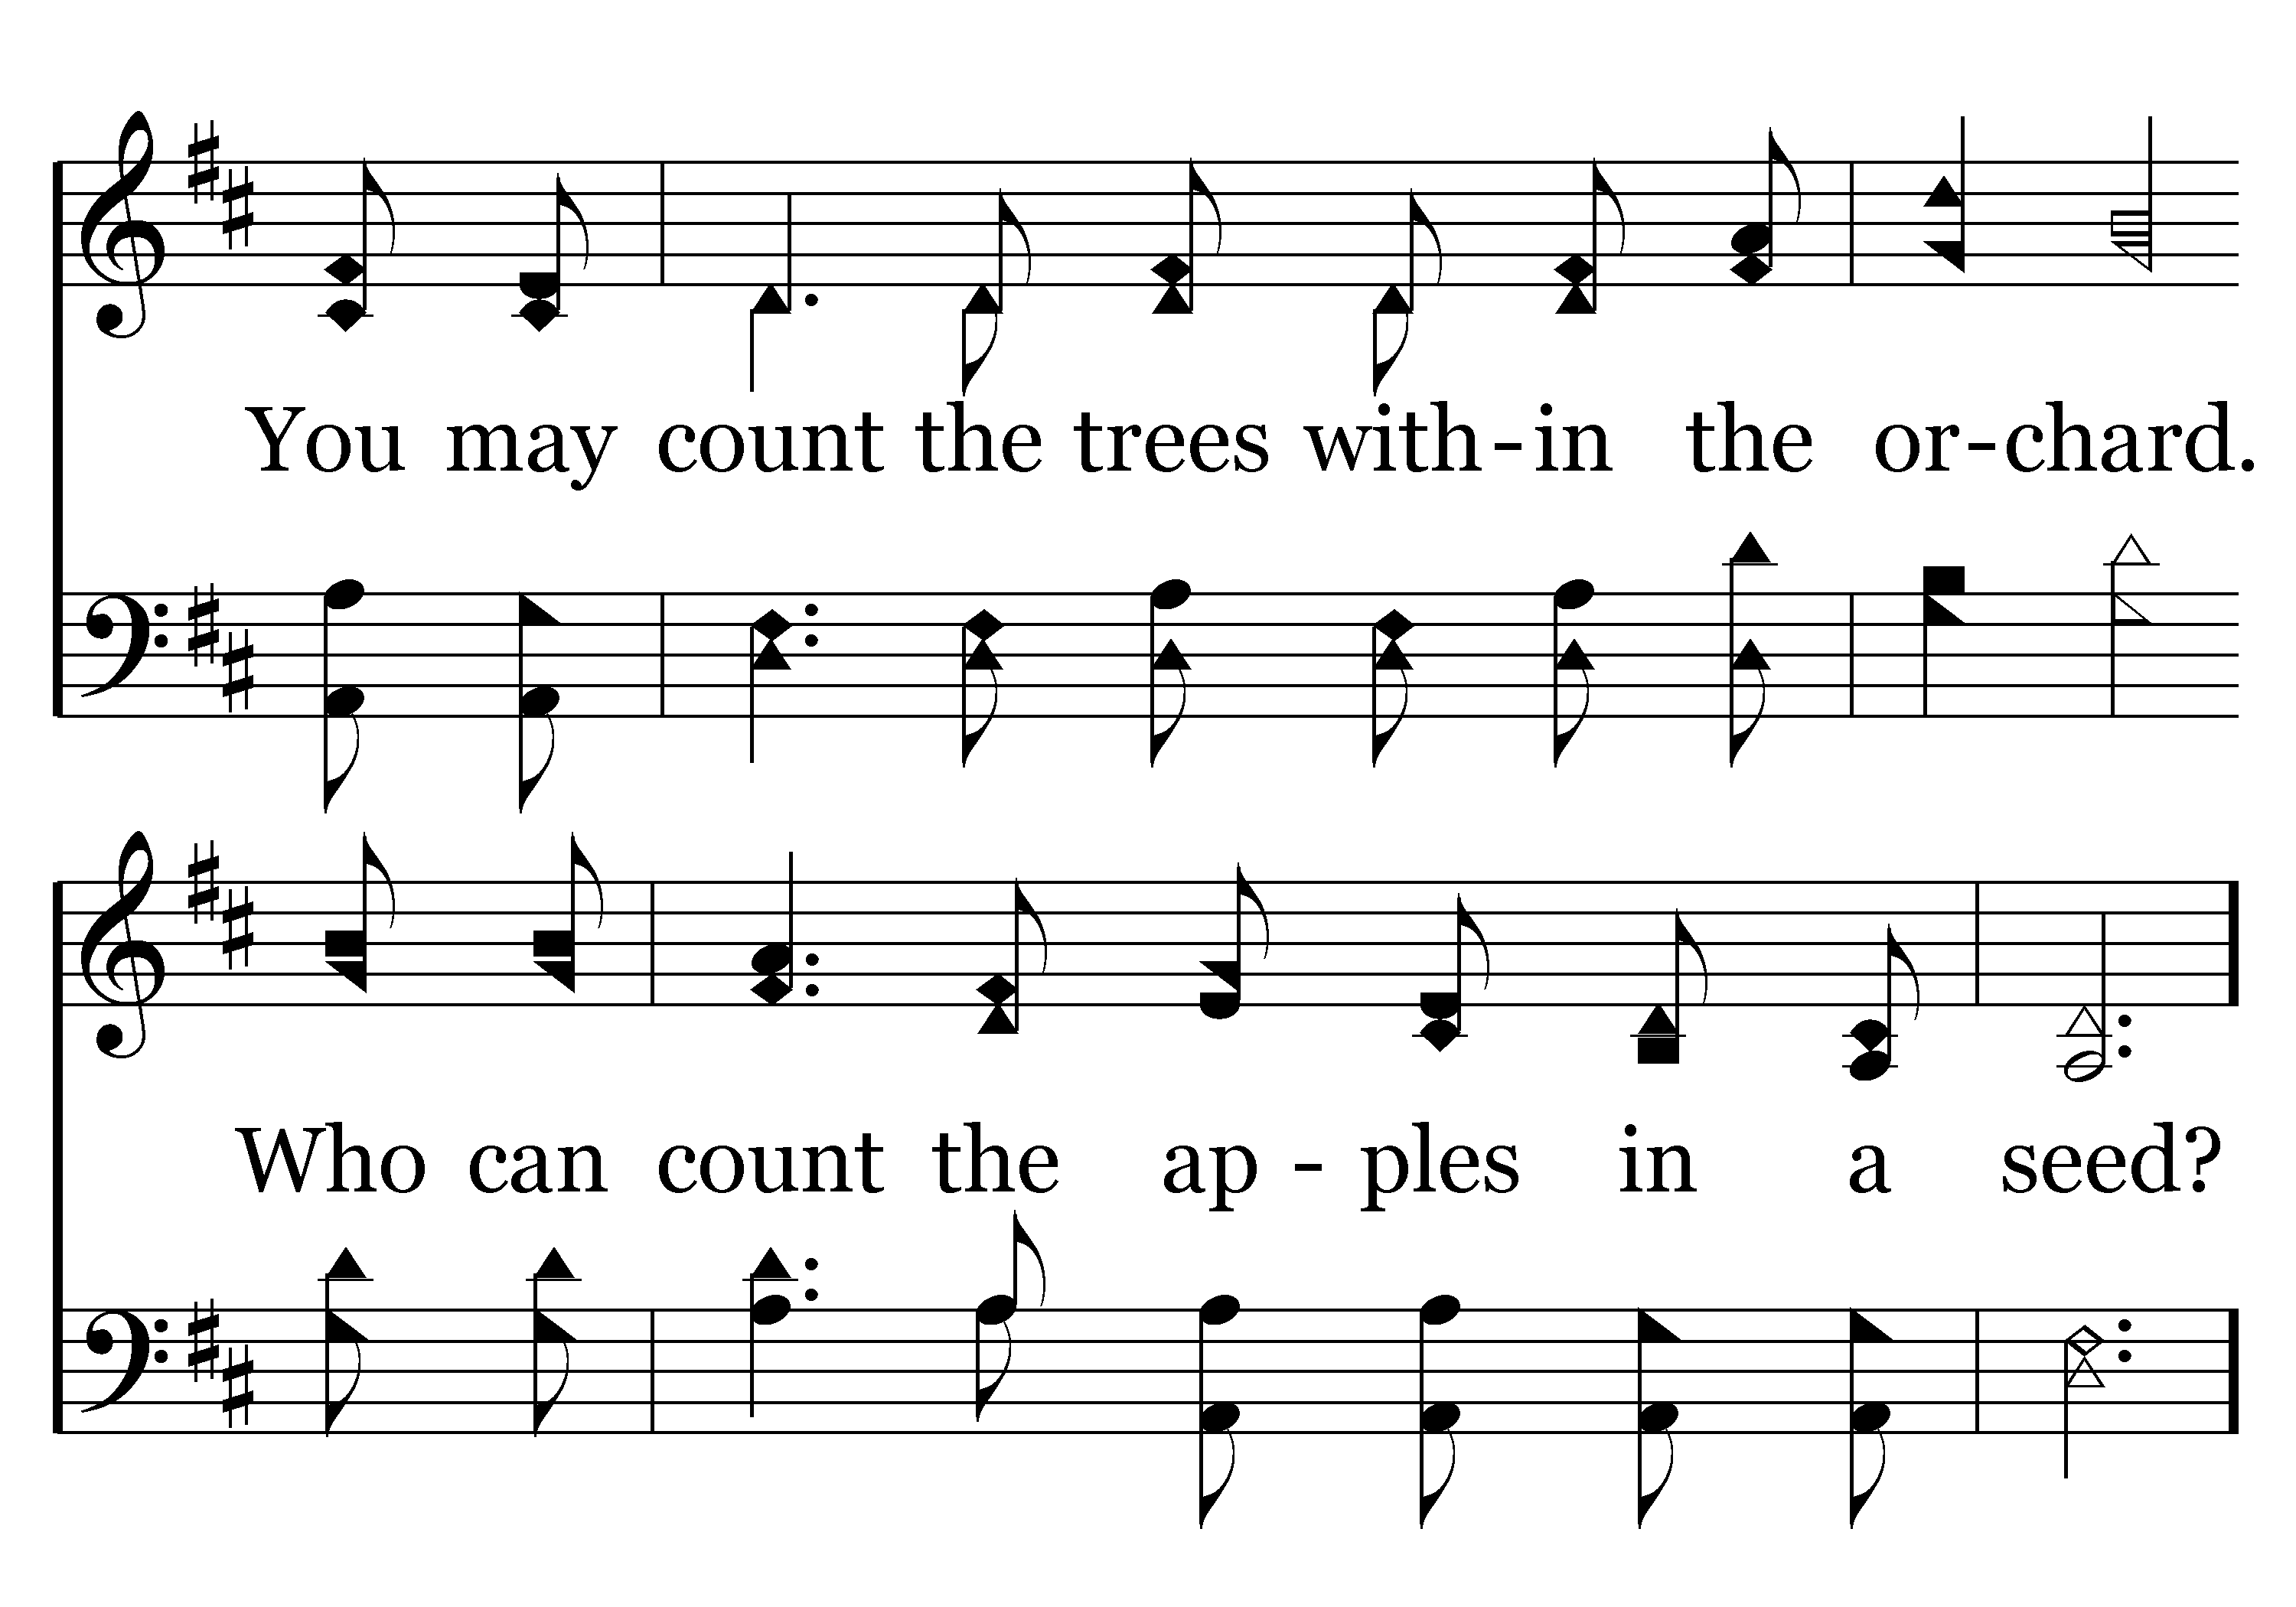 You may count the trees with-in the or-chard.
Who can count the ap - ples in a seed?